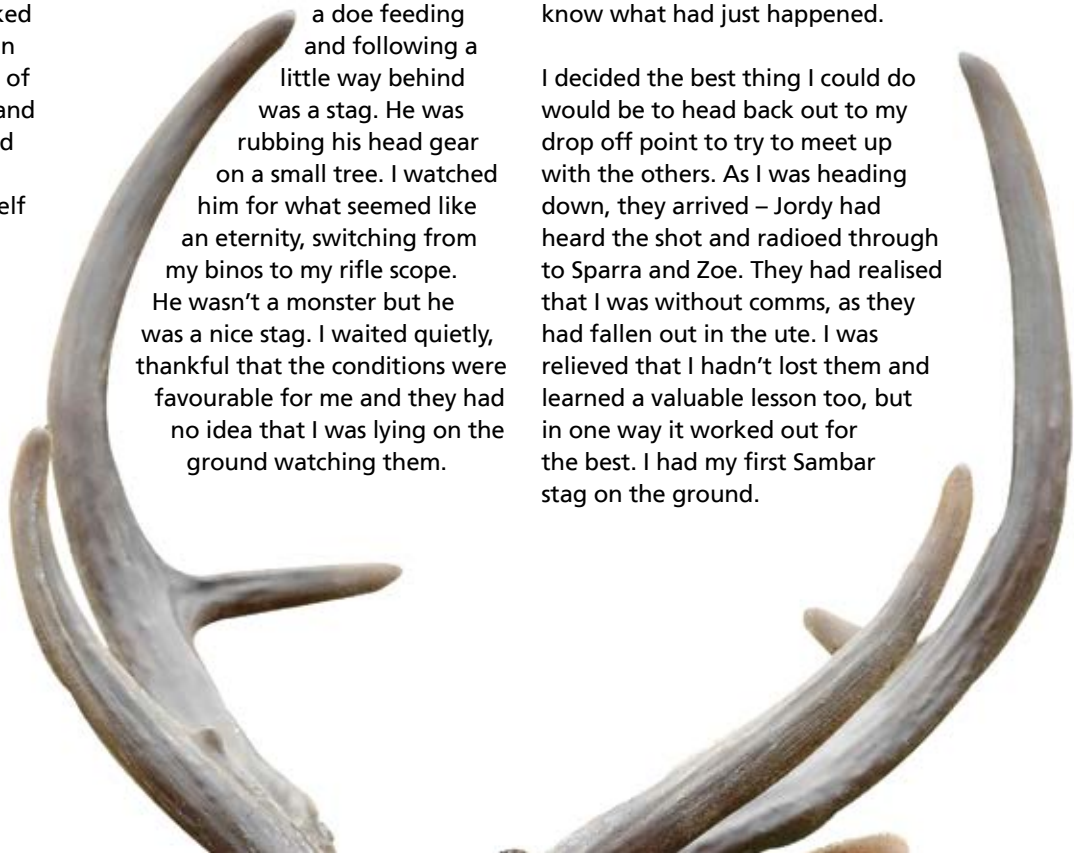 ked
n
of
and
d
elf
a doe feeding
and following a
little way behind
was a stag. He was
rubbing his head gear
on a small tree. I watched
him for what seemed like
an eternity, switching from
my binos to my rifle scope.
He wasn’t a monster but he
was a nice stag. I waited quietly,
thankful that the conditions were
favourable for me and they had
no idea that I was lying on the
ground watching them.
know what had just happened.
I decided the best thing I could do
would be to head back out to my
drop off point to try to meet up
with the others. As I was heading
down, they arrived – Jordy had
heard the shot and radioed through
to Sparra and Zoe. They had realised
that I was without comms, as they
had fallen out in the ute. I was
relieved that I hadn’t lost them and
learned a valuable lesson too, but
in one way it worked out for
the best. I had my first Sambar
stag on the ground.